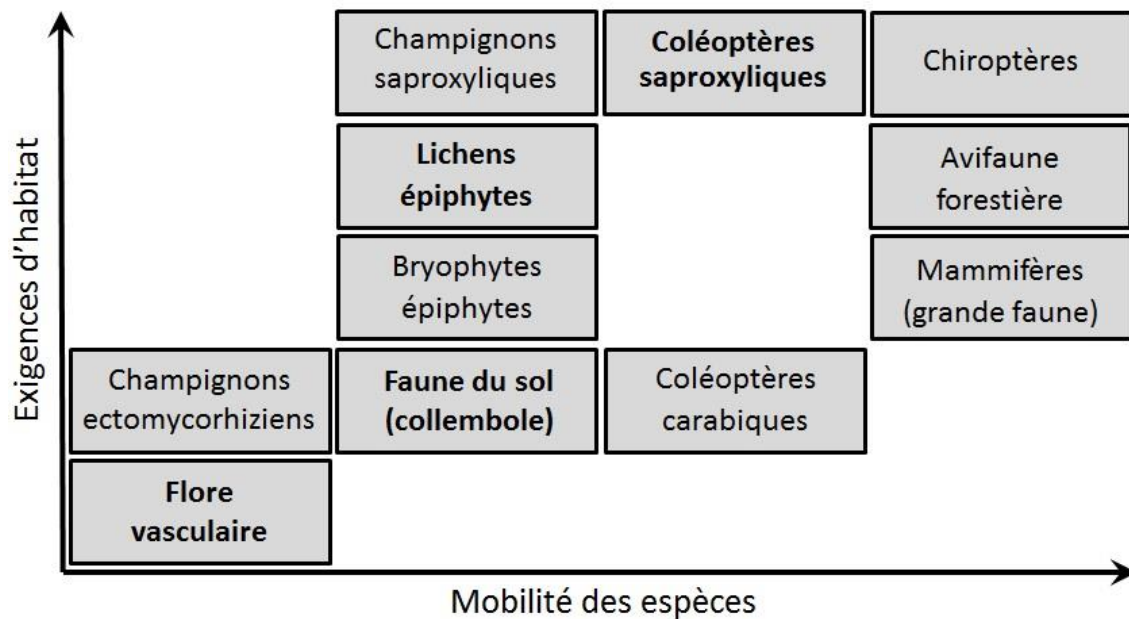 Exigences d'habitat
Champignons
saproxyliques
Coléoptères
saproxyliques
Chiroptères
Lichens
épiphytes
Avifaune
forestière
Bryophytes
épiphytes
Mammifères
(grande faune)
Champignons
ectomycorhiziens
Faune du sol
(collembole)
Coléoptères
carabiques
Flore
vasculaire
Mobilité des espèces